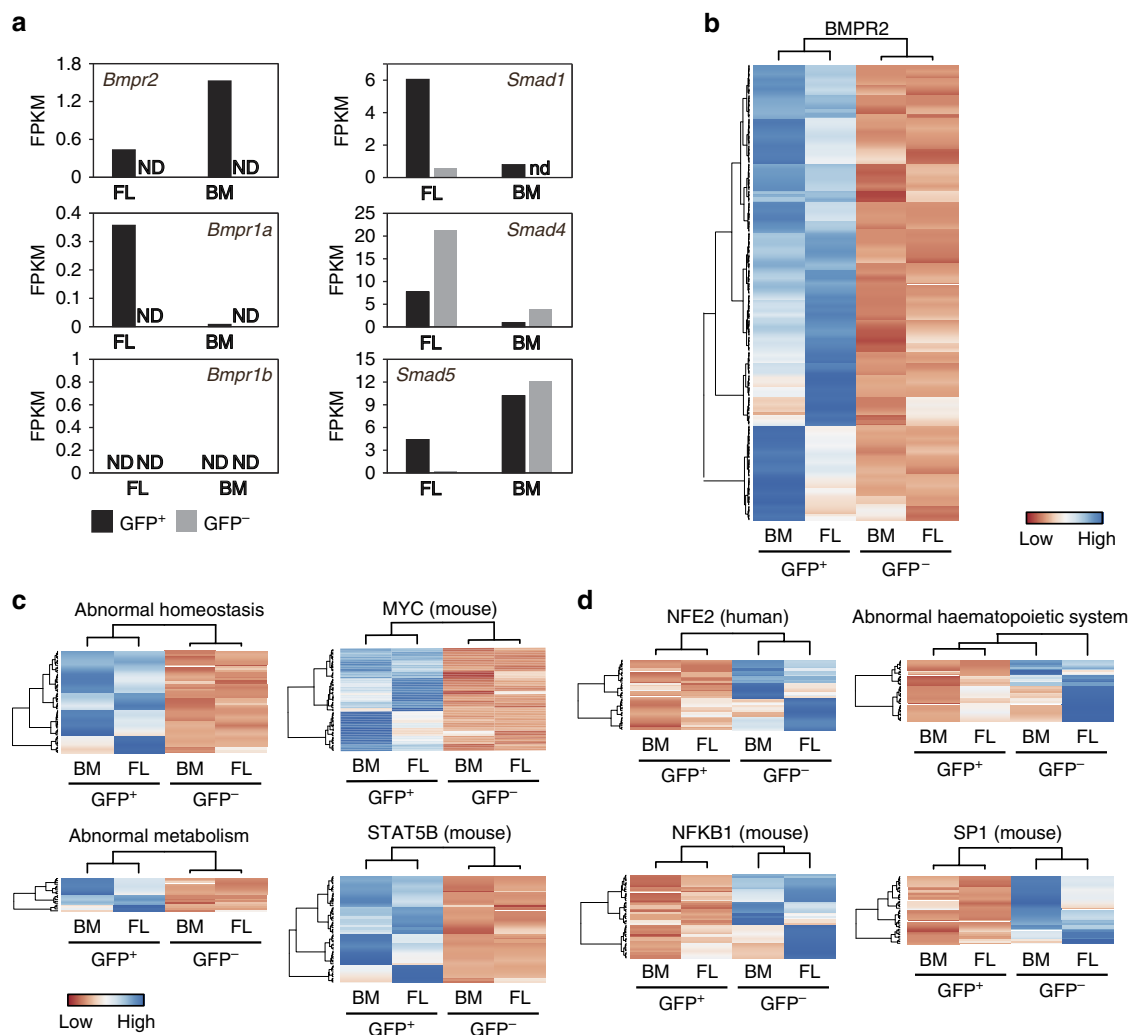 a
Bmpr2
FPKM
1.8
1.2
0.6
0
ND
ND
FL
BM
Smad1
FPKM
6
4
2
0
nd
FL
BM
Bmpr1a
FPKM
0.4
0.3
0.2
0.1
0
ND
ND
FL
BM
Smad4
FPKM
25
20
15
10
5
0
FL
BM
Bmpr1b
FPKM
1
0.8
0.6
0.4
0.2
0
ND ND
ND ND
FL
BM
Smad5
FPKM
15
12
9
6
3
0
FL
BM
GFP+
GFP−
b
BMPR2
BM FL BM FL
GFP+ GFP−
Low High
c
Abnormal homeostasis
BM FL BM FL
GFP+ GFP−
MYC (mouse)
BM FL BM FL
GFP+ GFP−
Abnormal metabolism
BM FL BM FL
GFP+ GFP−
Low High
STAT5B (mouse)
BM FL BM FL
GFP+ GFP−
d
NFE2 (human)
BM FL BM FL
GFP+ GFP−
Abnormal haematopoietic system
BM FL BM FL
GFP+ GFP−
NFKB1 (mouse)
BM FL BM FL
GFP+ GFP−
SP1 (mouse)
BM FL BM FL
GFP+ GFP−